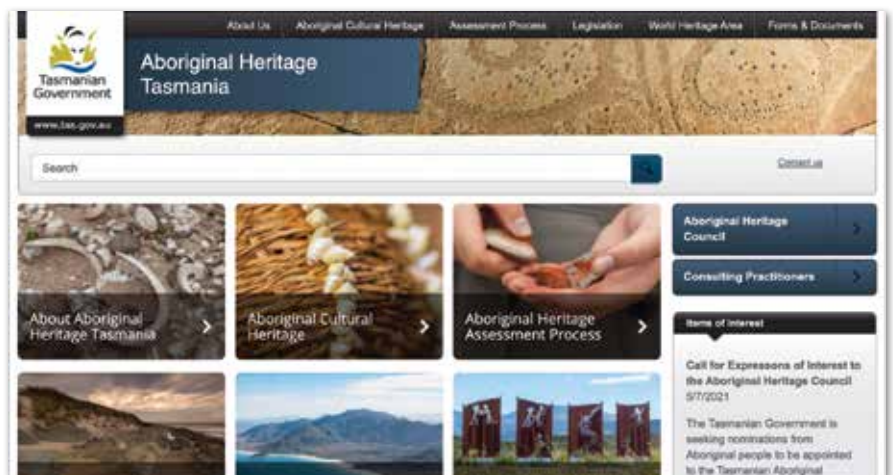 About Us Aboriginal Cultural Heritage Assessment Process Legislation World Heritage Area Forms & Documents
Tasmanian
Government
www.tas.gov.au
Aboriginal Heritage
Tasmania
Search
Contact us
About Aboriginal
Heritage Tasmania
Aboriginal Cultural
Heritage
Aboriginal Heritage
Assessment Process
Aboriginal Heritage
Council
Consulting Practitioners
Items of interest
Call for Expressons of Interest to
the Aboriginal Heritage Council
5/7/2021
The Tasmanian Government is
seeking nominations from
Aboriginal people to be appointed
to the Tasmanian Aboriginal